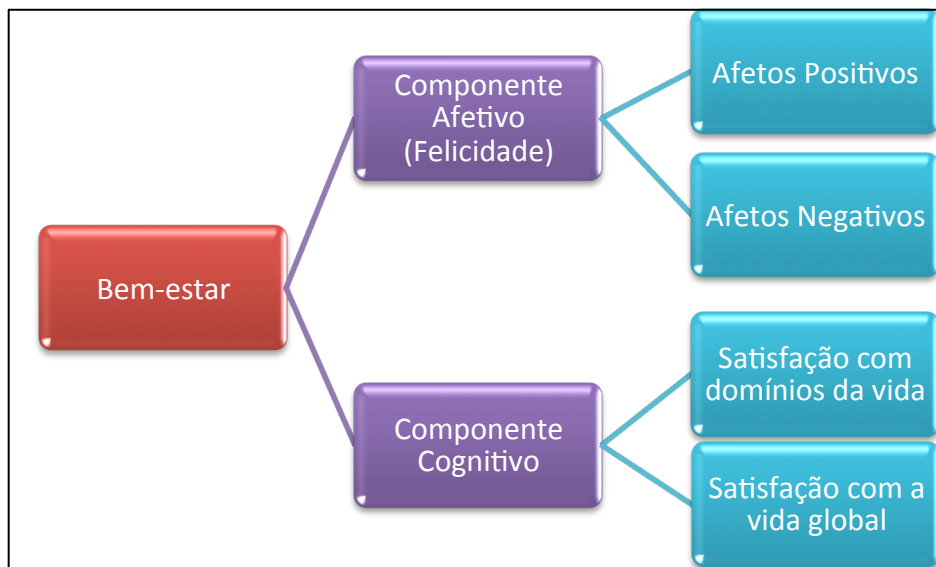 Bem-estar
Componente
Afetivo
(Felicidade)
Afetos Positivos
Afetos Negativos
Componente
Cognitivo
Satisfação com
domínios da vida
Satisfação com a
vida global